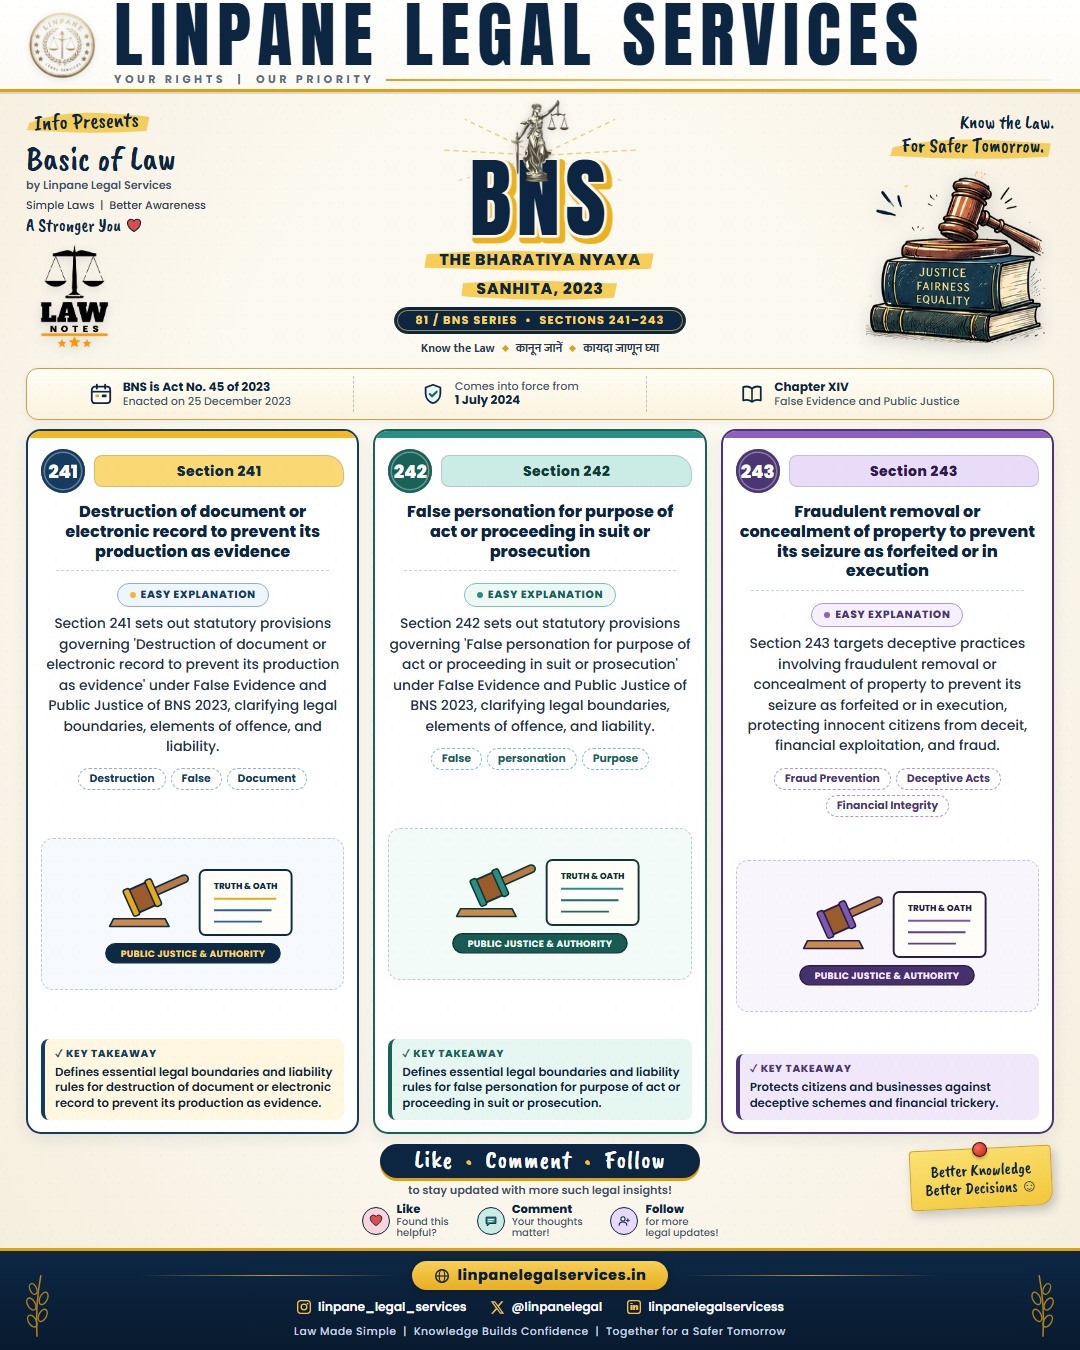 LINPANE LEGAL SERVICES
YOUR RIGHTS | OUR PRIORITY
Info Presents
Basic of Law
by Linpane Legal Services
Simple Laws | Better Awareness
A Stronger You ❤️
LAW
NOTES
BNS
THE BHARATIYA NYAYA
SANHITA, 2023
81 / BNS SERIES • SECTIONS 241–243
Know the Law ◆ कानून जानें ◆ कायदा जाणून घ्या
Know the Law.
For Safer Tomorrow.
JUSTICE
FAIRNESS
EQUALITY
BNS is Act No. 45 of 2023
Enacted on 25 December 2023
Comes into force from
1 July 2024
Chapter XIV
False Evidence and Public Justice
241
Section 241
Destruction of document or
electronic record to prevent its
production as evidence
EASY EXPLANATION
Section 241 sets out statutory provisions
governing 'Destruction of document or
electronic record to prevent its production
as evidence' under False Evidence and
Public Justice of BNS 2023, clarifying legal
boundaries, elements of offence, and
liability.
Destruction False Document
TRUTH & OATH
PUBLIC JUSTICE & AUTHORITY
✓ KEY TAKEAWAY
Defines essential legal boundaries and liability
rules for destruction of document or electronic
record to prevent its production as evidence.
242
Section 242
False personation for purpose of
act or proceeding in suit or
prosecution
EASY EXPLANATION
Section 242 sets out statutory provisions
governing 'False personation for purpose of
act or proceeding in suit or prosecution'
under False Evidence and Public Justice of
BNS 2023, clarifying legal boundaries,
elements of offence, and liability.
False personation Purpose
TRUTH & OATH
PUBLIC JUSTICE & AUTHORITY
✓ KEY TAKEAWAY
Defines essential legal boundaries and liability
rules for false personation for purpose of act or
proceeding in suit or prosecution.
243
Section 243
Fraudulent removal or
concealment of property to prevent
its seizure as forfeited or in
execution
EASY EXPLANATION
Section 243 targets deceptive practices
involving fraudulent removal or
concealment of property to prevent its
seizure as forfeited or in execution,
protecting innocent citizens from deceit,
financial exploitation, and fraud.
Fraud Prevention Deceptive Acts
Financial Integrity
TRUTH & OATH
PUBLIC JUSTICE & AUTHORITY
✓ KEY TAKEAWAY
Protects citizens and businesses against
deceptive schemes and financial trickery.
Like • Comment • Follow
to stay updated with more such legal insights!
Like
Found this
helpful?
Comment
Your thoughts
matter!
Follow
for more
legal updates!
Better Knowledge
Better Decisions ☺
linpanelegalservices.in
linpane_legal_services @linpanelegal linpanelegalservicess
Law Made Simple | Knowledge Builds Confidence | Together for a Safer Tomorrow